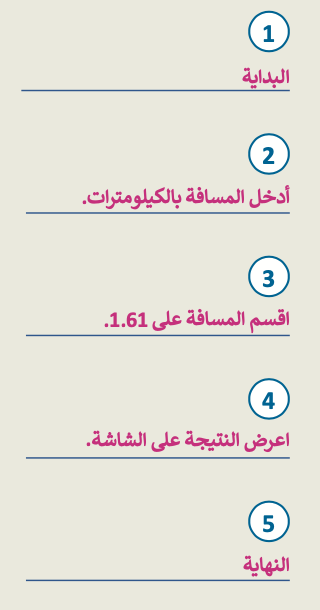 1
البداية
2
أدخل المسافة بالكيلومترات.
3
اقسم المسافة على 1.61.
4
اعرض النتيجة على الشاشة.
5
النهاية